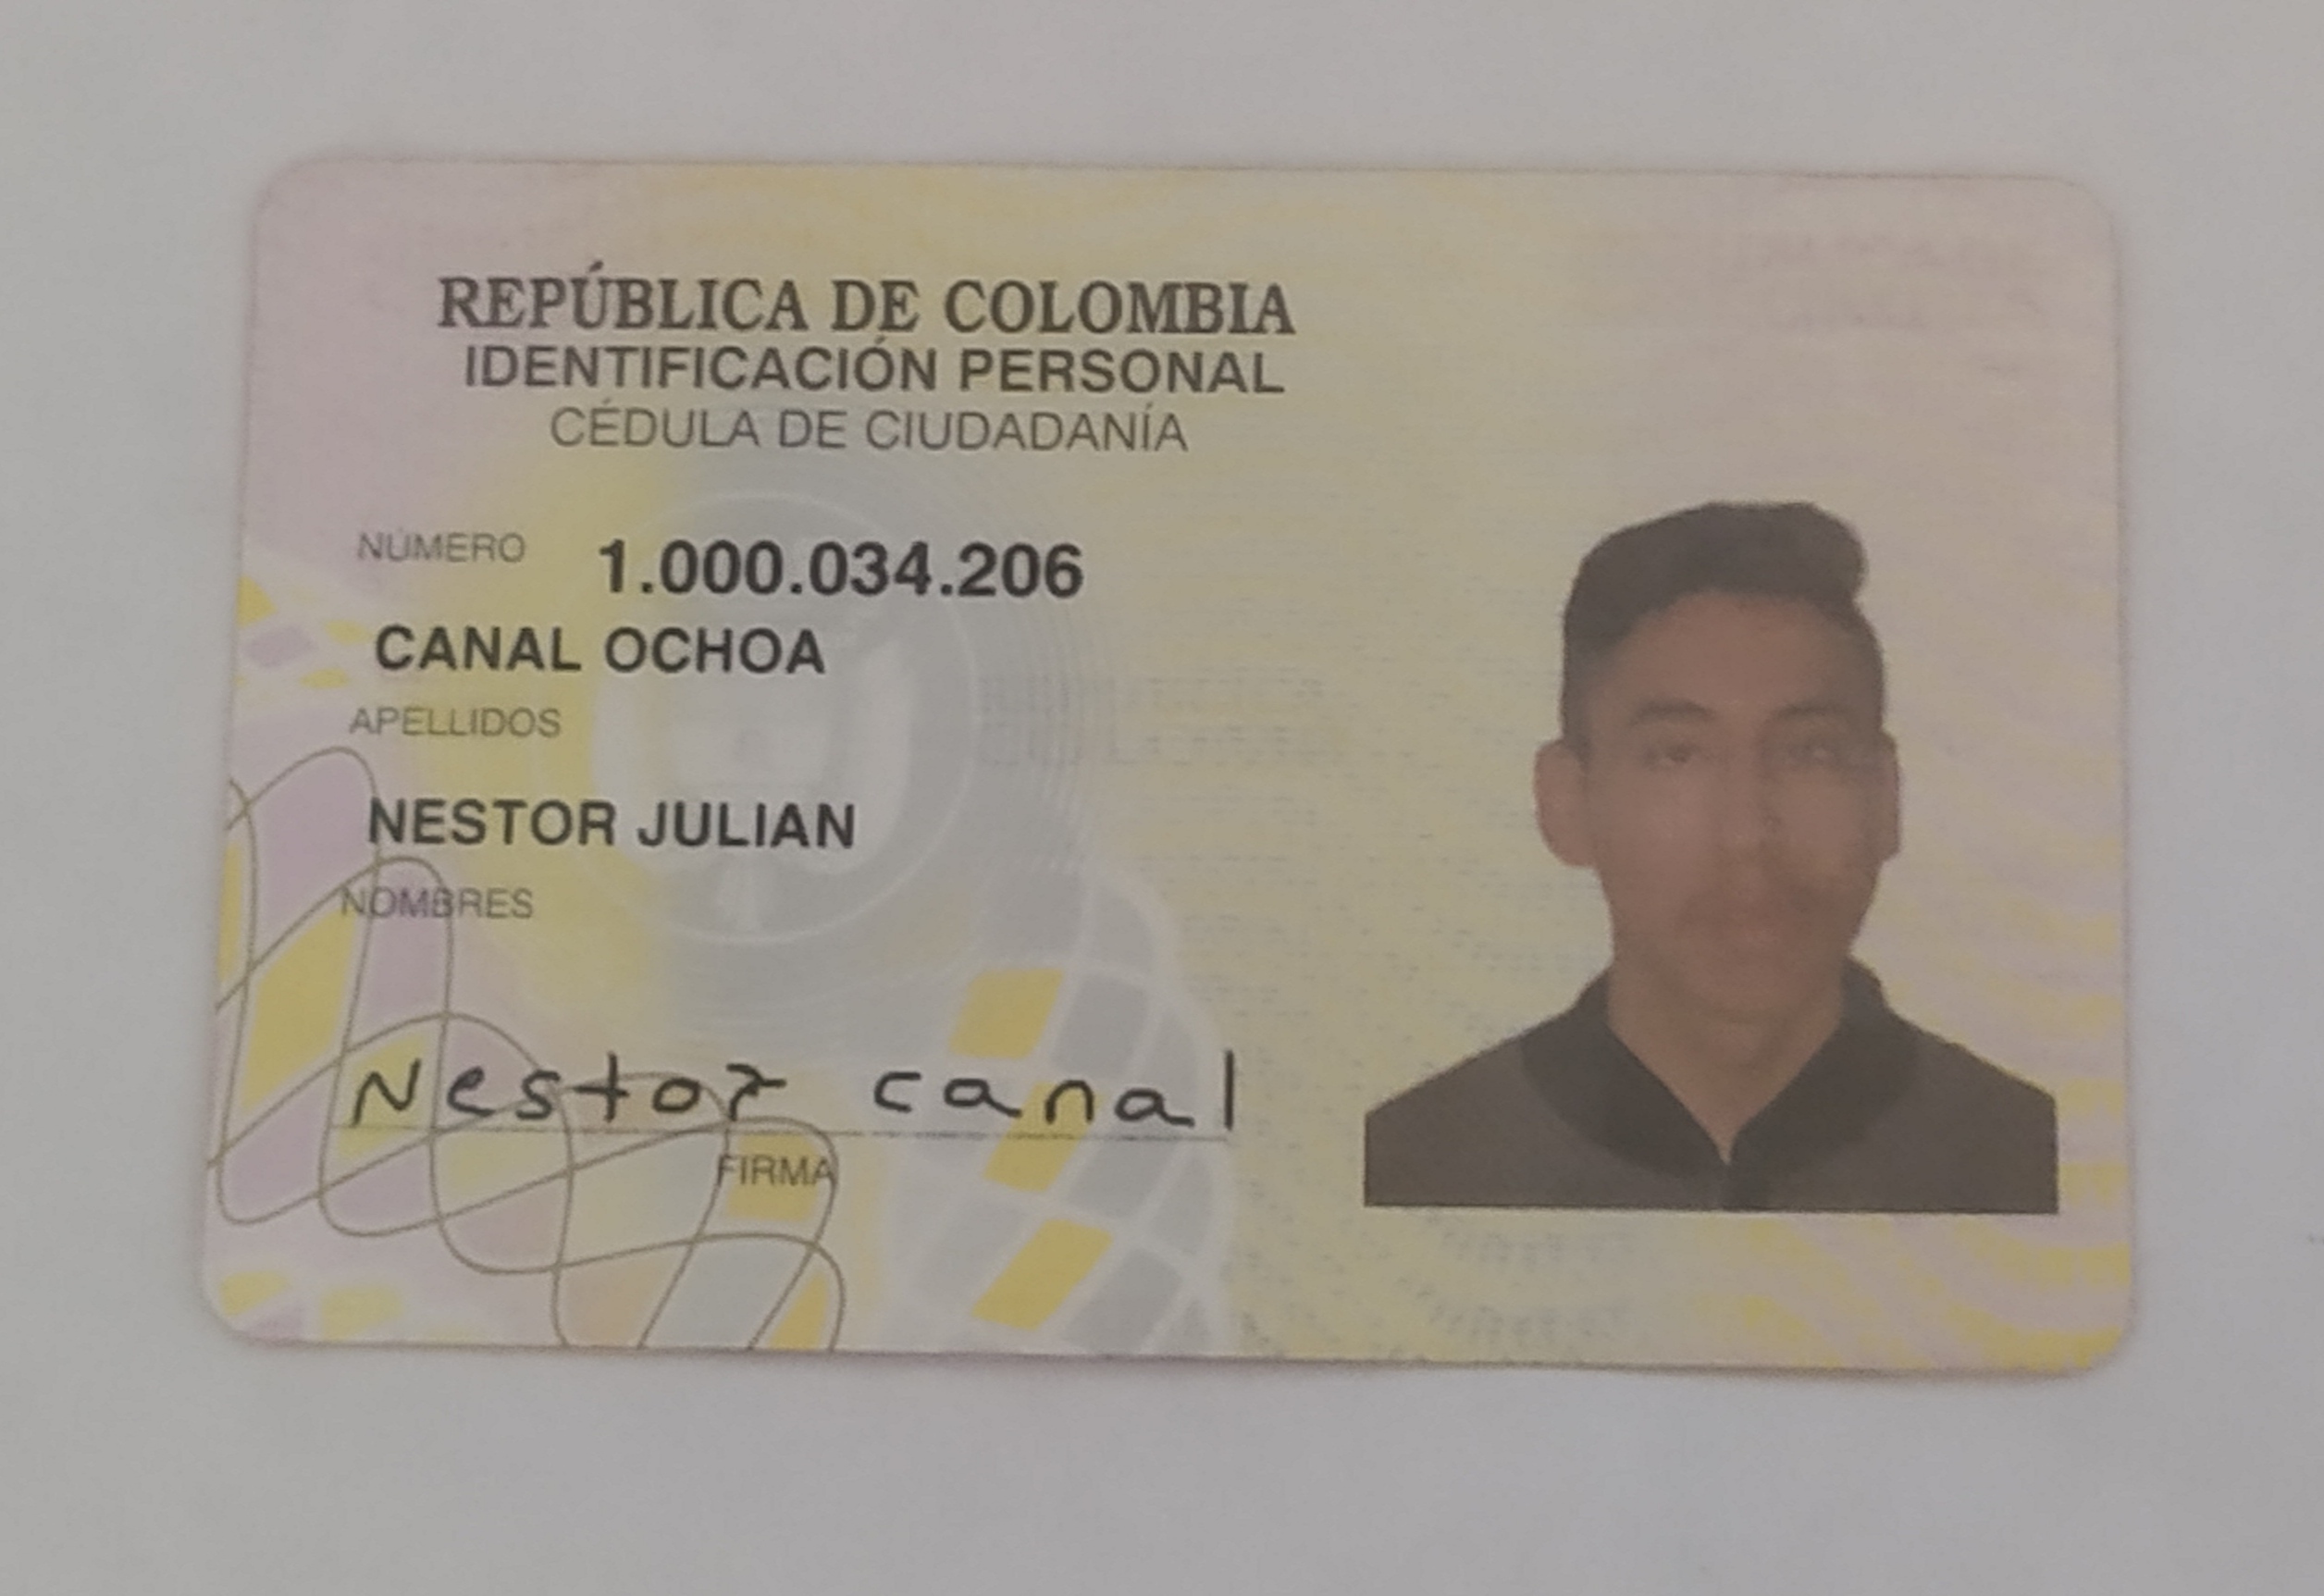 REPÚBLICA DE COLOMBIA
IDENTIFICACIÓN PERSONAL
CÉDULA DE CIUDADANÍA
NÚMERO 1.000.034.206
CANAL OCHOA
APELLIDOS
NESTOR JULIAN
NOMBRES
Nestor canal
FIRMA